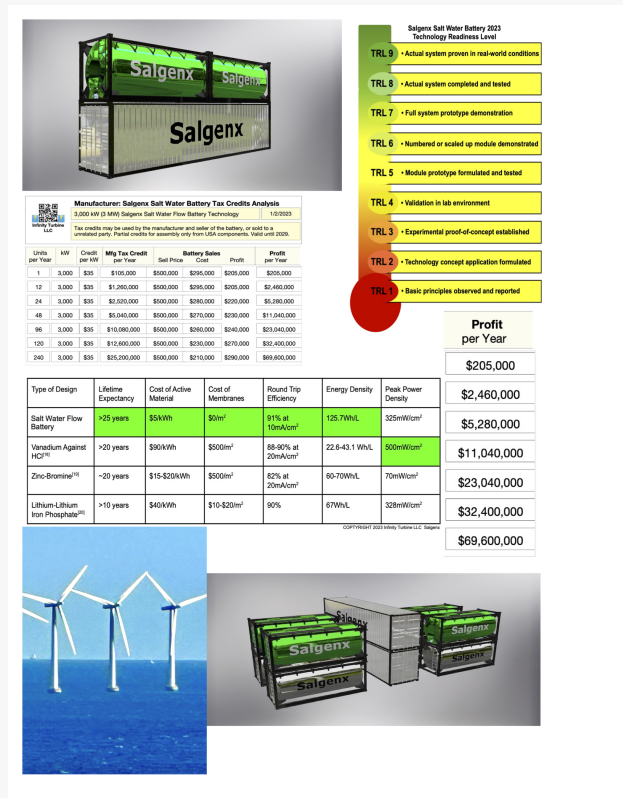 Salgenx
Salgenx
Salgenx
Salgenx Salt Water Battery 2023
Technology Readiness Level
TRL 9 • Actual system proven in real-world conditions
TRL 8 • Actual system completed and tested
TRL 7 • Full system prototype demonstration
TRL 6 • Numbered or scaled up module demonstrated
TRL 5 • Module prototype formulated and tested
TRL 4 • Validation in lab environment
TRL 3 • Experimental proof-of-concept established
TRL 2 • Technology concept application formulated
TRL 1 • Basic principles observed and reported
Infinity Turbine
LLC
Manufacturer: Salgenx Salt Water Battery Tax Credits Analysis
3,000 kW (3 MW) Salgenx Salt Water Flow Battery Technology 1/2/2023
Tax credits may be used by the manufacturer and seller of the battery, or sold to a
unrelated party. Partial credits for assembly only from USA components. Valid until 2029.
Units kW Credit Mfg Tax Credit Battery Sales Profit
per Year per kW per Year Sell Price Cost Profit per Year
1 3,000 $35 $105,000 $500,000 $295,000 $205,000 $205,000
12 3,000 $35 $1,260,000 $500,000 $295,000 $205,000 $2,460,000
24 3,000 $35 $2,520,000 $500,000 $280,000 $220,000 $5,280,000
48 3,000 $35 $5,040,000 $500,000 $270,000 $230,000 $11,040,000
96 3,000 $35 $10,080,000 $500,000 $260,000 $240,000 $23,040,000
120 3,000 $35 $12,600,000 $500,000 $230,000 $270,000 $32,400,000
240 3,000 $35 $25,200,000 $500,000 $210,000 $290,000 $69,600,000
Profit
per Year
$205,000
$2,460,000
$5,280,000
$11,040,000
$23,040,000
$32,400,000
$69,600,000
Type of Design Lifetime Cost of Active Cost of Round Trip Energy Density Peak Power
Expectancy Material Membranes Efficiency Density
Salt Water Flow >25 years $5/kWh $0/m² 91% at 125.7Wh/L 325mW/cm²
Battery 10mA/cm²
Vanadium Against >20 years $90/kWh $500/m² 88-90% at 22.6-43.1 Wh/L 500mW/cm²
HCl[18] 20mA/cm²
Zinc-Bromine[19] ~20 years $15-$20/kWh $500/m² 82% at 60-70Wh/L 70mW/cm²
20mA/cm²
Lithium-Lithium >10 years $40/kWh $10-$20/m² 90% 67Wh/L 328mW/cm²
Iron Phosphate[20]
COPYRIGHT 2023 Infinity Turbine LLC Salgenx
Salgenx
Salgenx
Salgenx
Salgenx
Salgenx